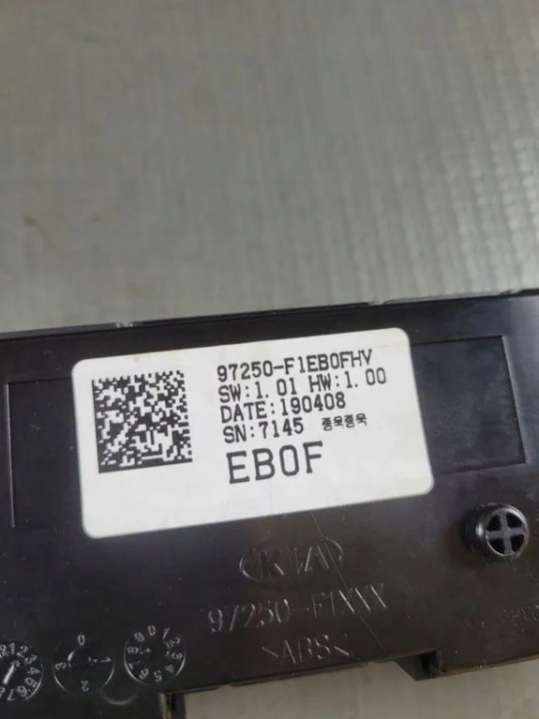 97250-F1EB0FHV
SW:1.01 HW:1.00
DATE:190408
SN:7145
EB0F
KIA
97250-F1XXX
>ABS<